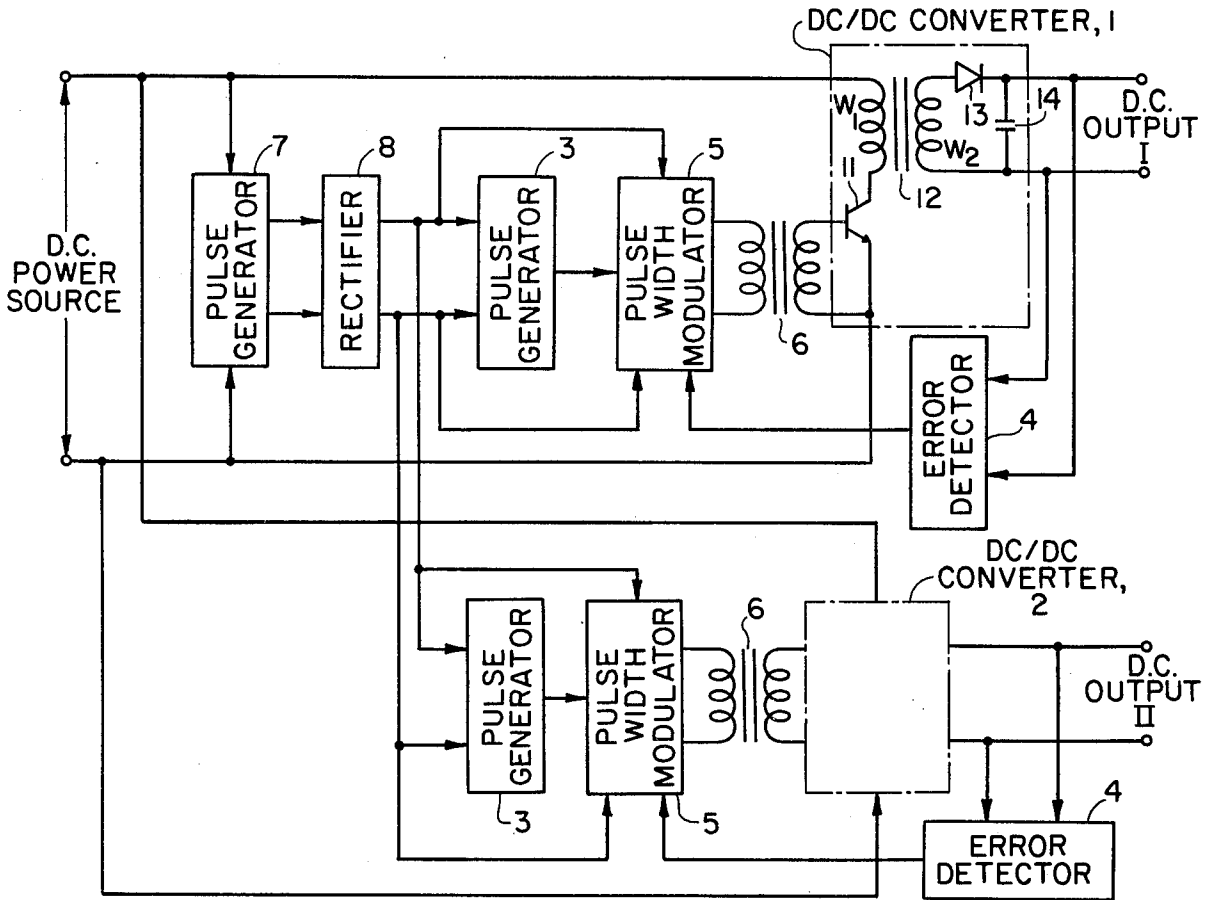 DC/DC CONVERTER, 1
D.C.
POWER
SOURCE
7
PULSE
GENERATOR
8
RECTIFIER
3
PULSE
GENERATOR
5
PULSE
WIDTH
MODULATOR
6
11
W1
W2
12
13
14
D.C.
OUTPUT
I
ERROR
DETECTOR
4
DC/DC
CONVERTER,
2
PULSE
GENERATOR
3
PULSE
WIDTH
MODULATOR
5
6
D.C.
OUTPUT
II
4
ERROR
DETECTOR